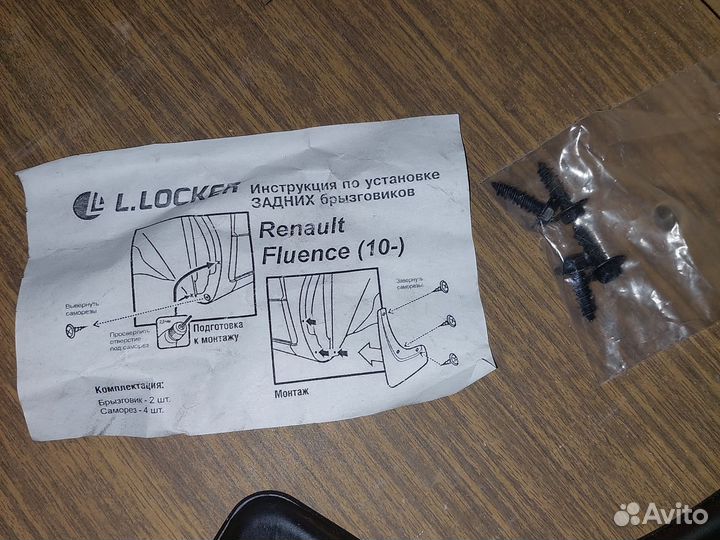 L.LOCKER
Инструкция по установке
ЗАДНИХ брызговиков
Renault
Fluence (10-)
Вывернуть
саморезы
Просверлить
отверстие
под саморез
Подготовка
к монтажу
Завернуть
саморезы
Монтаж
Комплектация:
Брызговик - 2 шт.
Саморез - 4 шт.
Avito